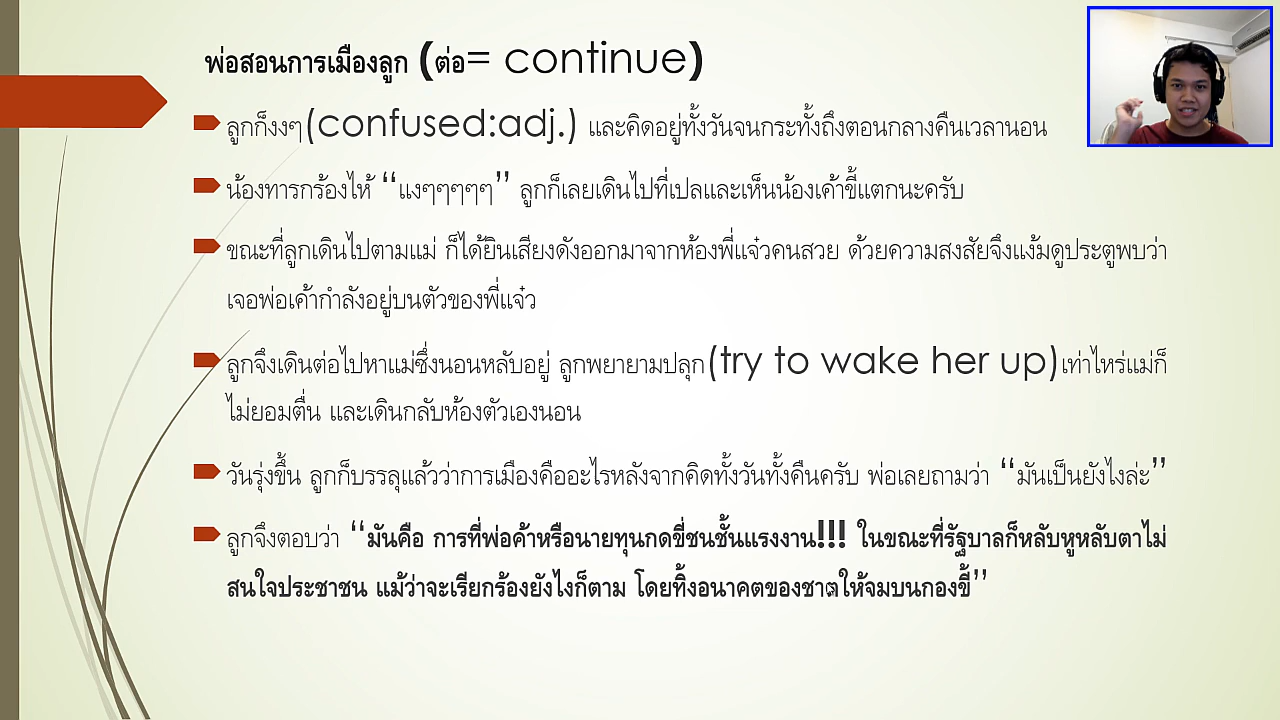 พ่อสอนการเมืองลูก (ต่อ= continue)
ลูกก็งงๆ(confused:adj.) และคิดอยู่ทั้งวันจนกระทั้งถึงตอนกลางคืนเวลานอน
น้องทารกร้องไห้ “แงๆๆๆๆๆ” ลูกก็เลยเดินไปที่เปลและเห็นน้องเค้าขี้แตกนะครับ
ขณะที่ลูกเดินไปตามแม่ ก็ได้ยินเสียงดังออกมาจากห้องพี่แจ๋วคนสวย ด้วยความสงสัยจึงแง้มดูประตูพบว่า
เจอพ่อเค้ากำลังอยู่บนตัวของพี่แจ๋ว
ลูกจึงเดินต่อไปหาแม่ซึ่งนอนหลับอยู่ ลูกพยายามปลุก(try to wake her up)เท่าไหร่แม่ก็
ไม่ยอมตื่น และเดินกลับห้องตัวเองนอน
วันรุ่งขึ้น ลูกก็บรรลุแล้วว่าการเมืองคืออะไรหลังจากคิดทั้งวันทั้งคืนครับ พ่อเลยถามว่า “มันเป็นยังไงล่ะ”
ลูกจึงตอบว่า “มันคือ การที่พ่อค้าหรือนายทุนกดขี่ชนชั้นแรงงาน!!! ในขณะที่รัฐบาลก็หลับหูหลับตาไม่
สนใจประชาชน แม้ว่าจะเรียกร้องยังไงก็ตาม โดยทิ้งอนาคตของชาติให้จมบนกองขี้”